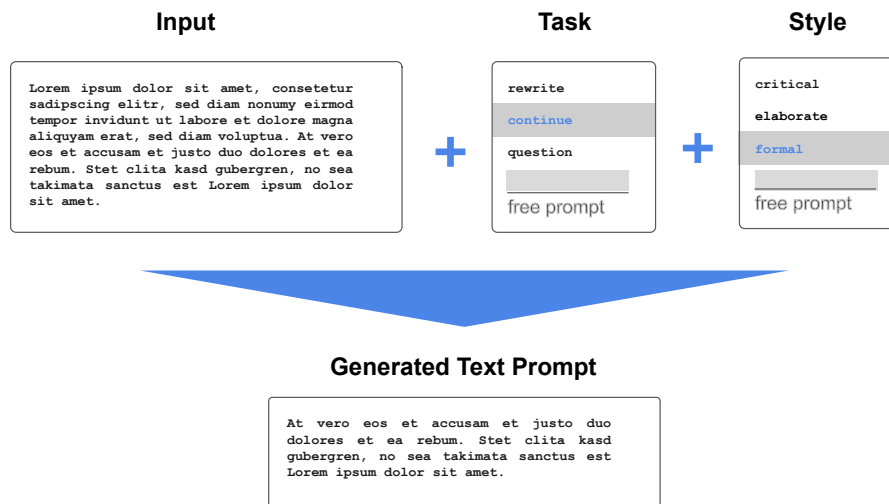 Input
Task
Style
Lorem ipsum dolor sit amet, consetetur
sadipscing elitr, sed diam nonumy eirmod
tempor invidunt ut labore et dolore magna
aliquyam erat, sed diam voluptua. At vero
eos et accusam et justo duo dolores et ea
rebum. Stet clita kasd gubergren, no sea
takimata sanctus est Lorem ipsum dolor
sit amet.
+
rewrite
continue
question
free prompt
+
critical
elaborate
formal
free prompt
Generated Text Prompt
At vero eos et accusam et justo duo
dolores et ea rebum. Stet clita kasd
gubergren, no sea takimata sanctus est
Lorem ipsum dolor sit amet.